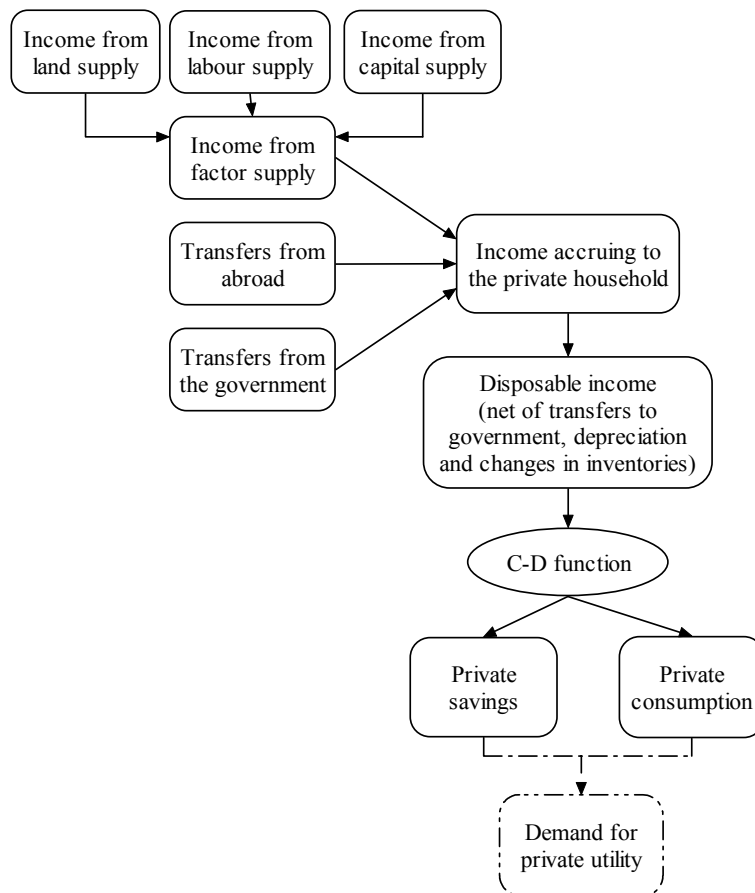 Income from
land supply
Income from
labour supply
Income from
capital supply
Income from
factor supply
Transfers from
abroad
Income accruing to
the private household
Transfers from
the government
Disposable income
(net of transfers to
government, depreciation
and changes in inventories)
C-D function
Private
savings
Private
consumption
Demand for
private utility